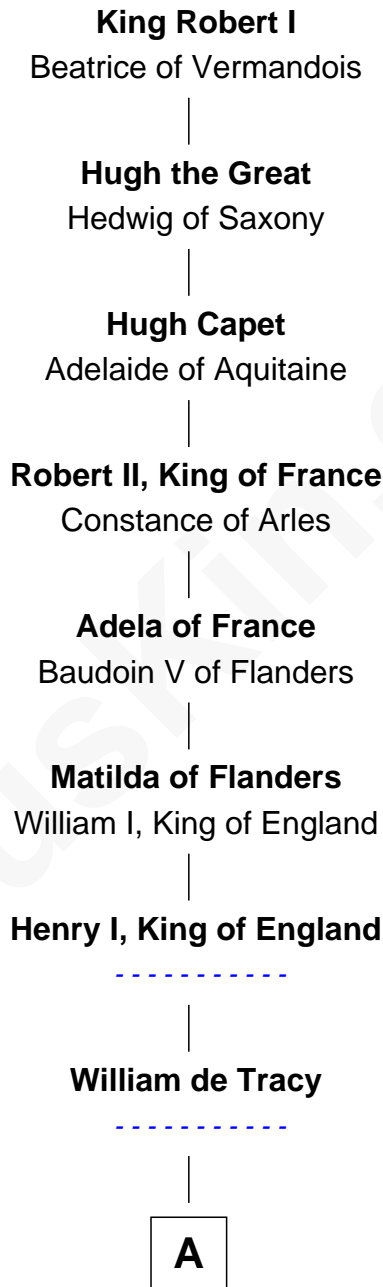 King Robert I
Beatrice of Vermandois
Hugh the Great
Hedwig of Saxony
Hugh Capet
Adelaide of Aquitaine
Robert II, King of France
Constance of Arles
Adela of France
Baudoin V of Flanders
Matilda of Flanders
William I, King of England
Henry I, King of England
- - - - - - - - - - -
William de Tracy
- - - - - - - - - - -
A